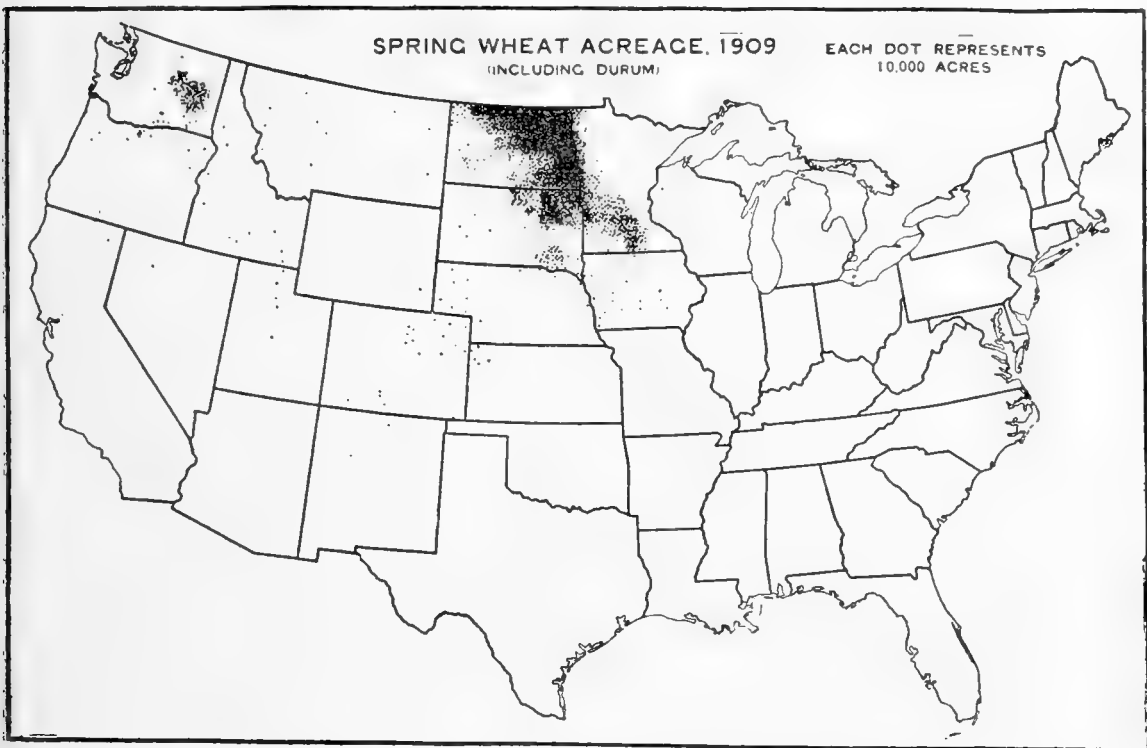 SPRING WHEAT ACREAGE, 1909
(INCLUDING DURUM)
EACH DOT REPRESENTS
10,000 ACRES